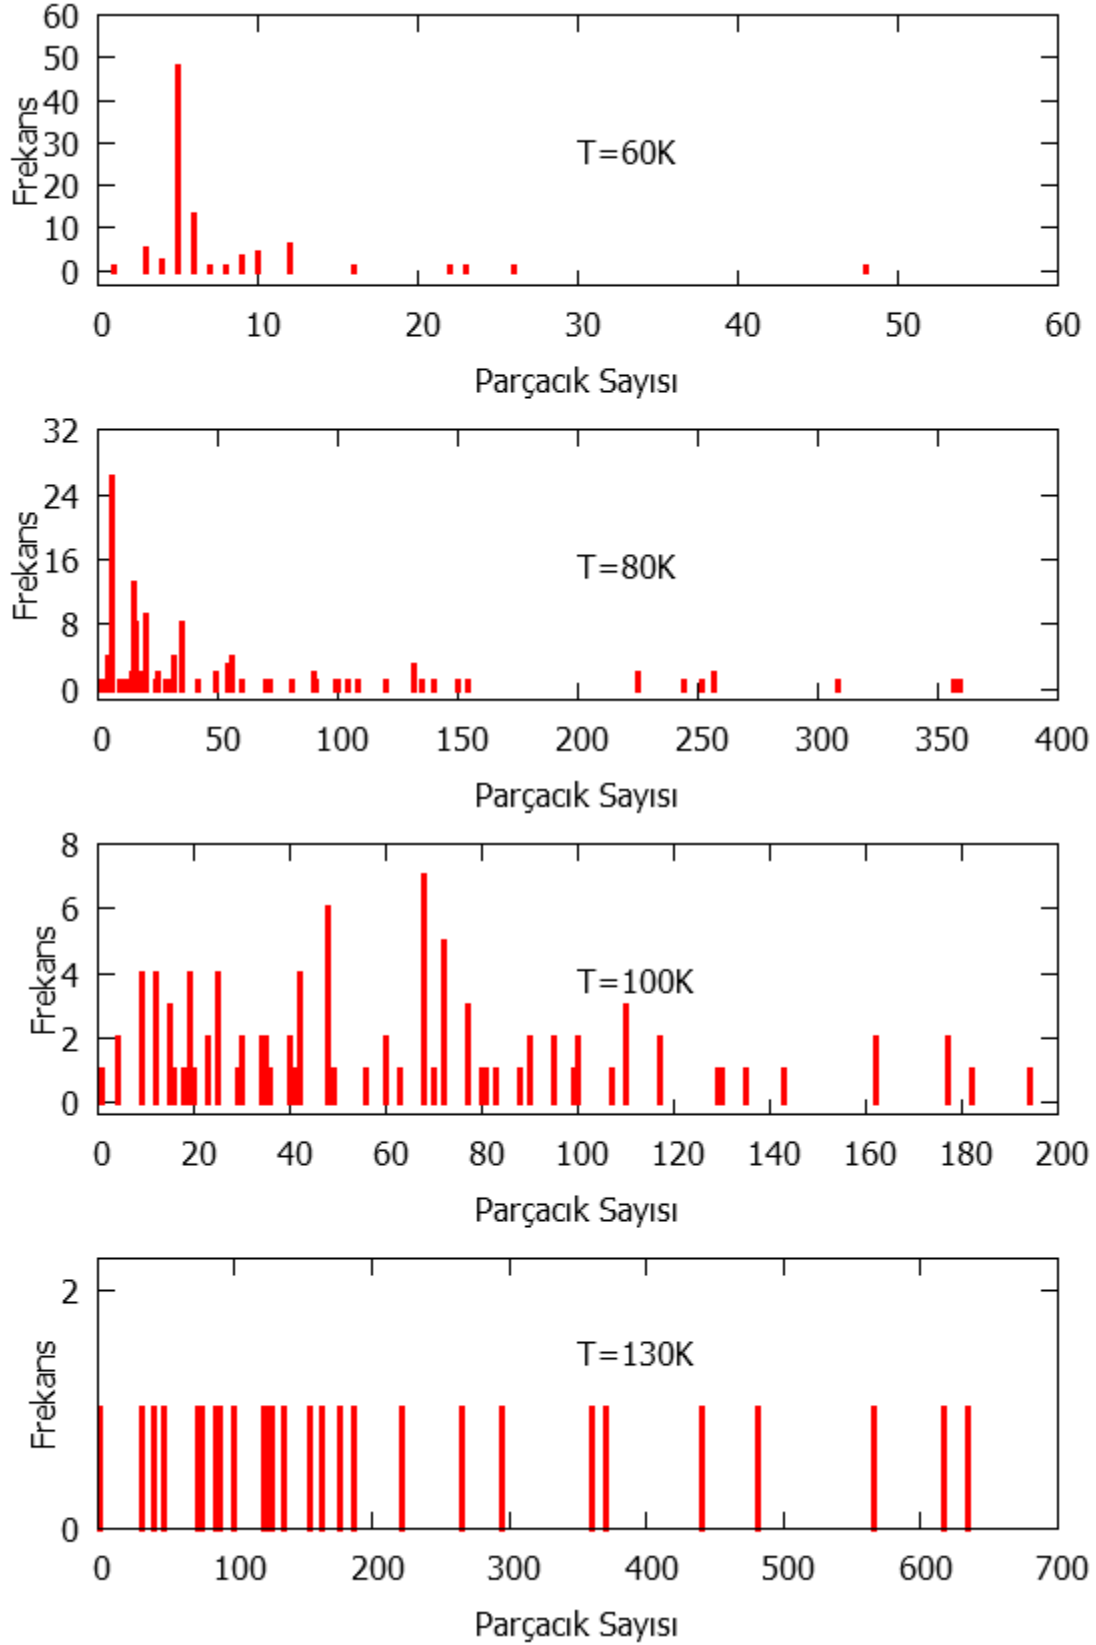 60
50
40
30
20
10
0
Frekans
T=60K
0 10 20 30 40 50 60
Parçacık Sayısı
32
24
16
8
0
Frekans
T=80K
0 50 100 150 200 250 300 350 400
Parçacık Sayısı
8
6
4
2
0
Frekans
T=100K
0 20 40 60 80 100 120 140 160 180 200
Parçacık Sayısı
2
0
Frekans
T=130K
0 100 200 300 400 500 600 700
Parçacık Sayısı